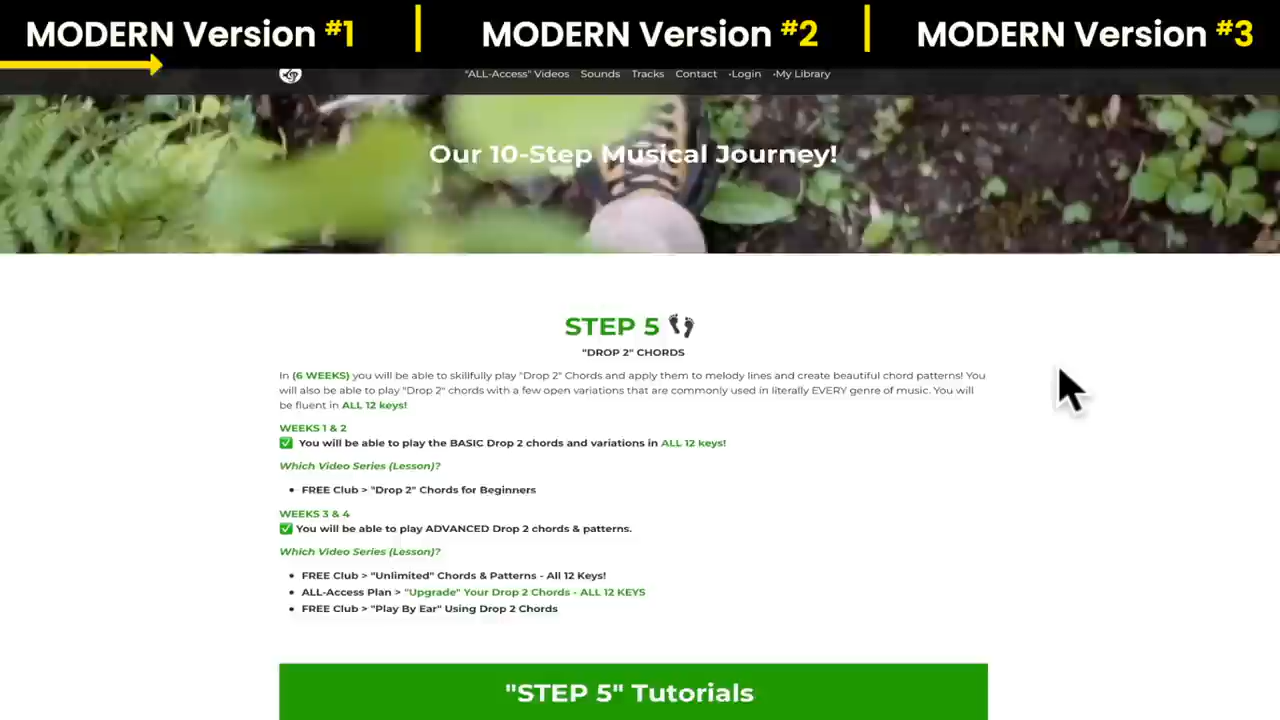 MODERN Version #1
MODERN Version #2
MODERN Version #3
"ALL-Access" Videos Sounds Tracks Contact •Login •My Library
Our 10-Step Musical Journey!
STEP 5
"DROP 2" CHORDS
In (6 WEEKS) you will be able to skillfully play "Drop 2" Chords and apply them to melody lines and create beautiful chord patterns! You
will also be able to play "Drop 2" chords with a few open variations that are commonly used in literally EVERY genre of music. You will
be fluent in ALL 12 keys!
WEEKS 1 & 2
✅ You will be able to play the BASIC Drop 2 chords and variations in ALL 12 keys!
Which Video Series (Lesson)?
• FREE Club > "Drop 2" Chords for Beginners
WEEKS 3 & 4
✅ You will be able to play ADVANCED Drop 2 chords & patterns.
Which Video Series (Lesson)?
• FREE Club > "Unlimited" Chords & Patterns - All 12 Keys!
• ALL-Access Plan > "Upgrade" Your Drop 2 Chords - ALL 12 KEYS
• FREE Club > "Play By Ear" Using Drop 2 Chords
"STEP 5" Tutorials